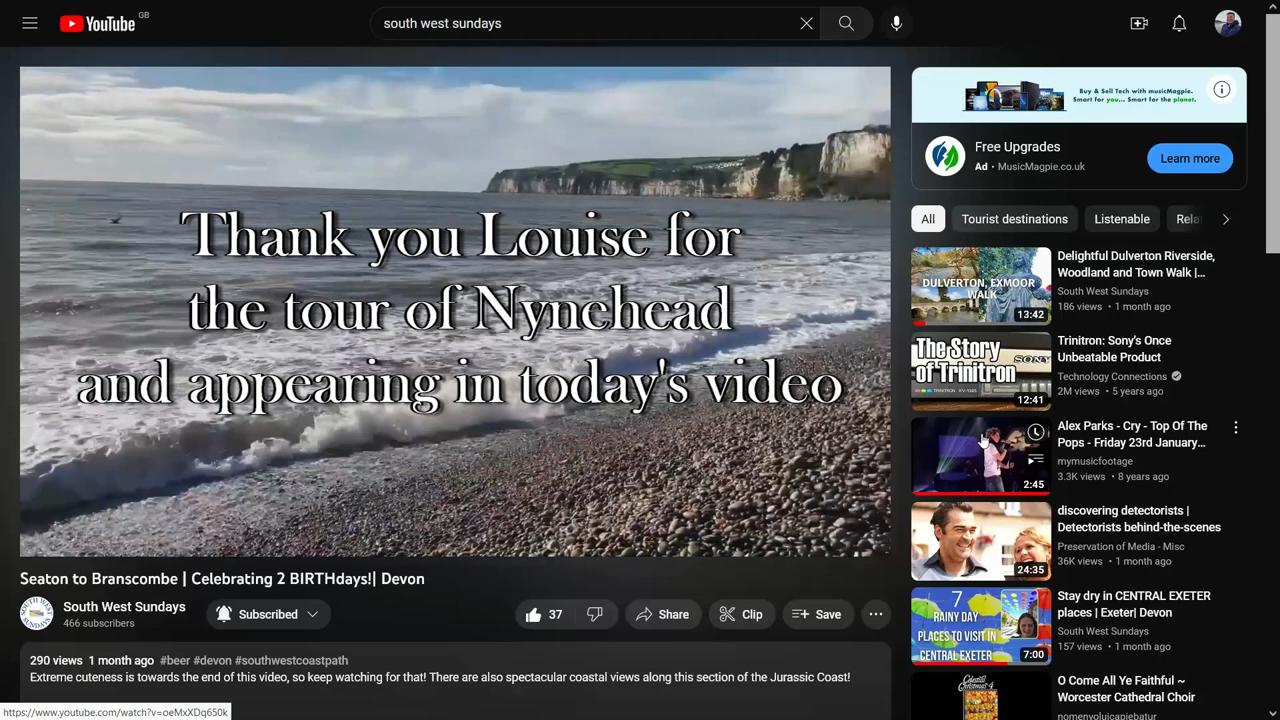 YouTube GB
south west sundays
Thank you Louise for
the tour of Nynehead
and appearing in today's video
Seaton to Branscombe | Celebrating 2 BIRTHdays!| Devon
SOUTH WEST SUNDAYS
South West Sundays
466 subscribers
Subscribed
37
Share
Clip
Save
290 views 1 month ago #beer #devon #southwestcoastpath
Extreme cuteness is towards the end of this video, so keep watching for that! There are also spectacular coastal views along this section of the Jurassic Coast!
https://www.youtube.com/watch?v=oeMxXDq650k
Buy & Sell Tech with musicMagpie.
Smart for you... Smart for the planet.
Free Upgrades
Ad • MusicMagpie.co.uk
Learn more
All
Tourist destinations
Listenable
Rela
DULVERTON, EXMOOR
WALK
13:42
Delightful Dulverton Riverside,
Woodland and Town Walk |...
South West Sundays
186 views • 1 month ago
The Story
of Trinitron
SONY
12:41
Trinitron: Sony's Once
Unbeatable Product
Technology Connections
2M views • 5 years ago
2:45
Alex Parks - Cry - Top Of The
Pops - Friday 23rd January...
mymusicfootage
3.3K views • 8 years ago
24:35
discovering detectorists |
Detectorists behind-the-scenes
Preservation of Media - Misc
36K views • 1 month ago
7
RAINY DAY
PLACES TO VISIT IN
CENTRAL EXETER
7:00
Stay dry in CENTRAL EXETER
places | Exeter| Devon
South West Sundays
157 views • 1 month ago
O Come All Ye Faithful ~
Worcester Cathedral Choir
nomenvoluicapiebatur